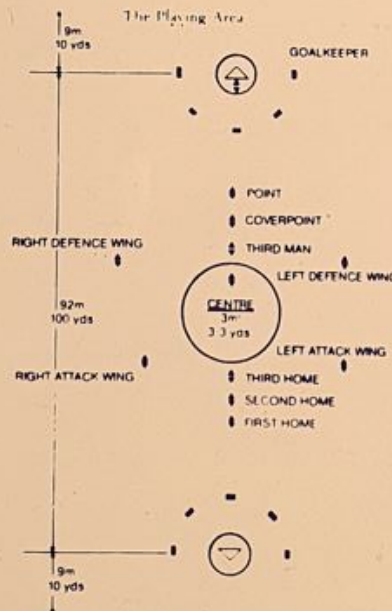 The Playing Area
9m
10 yds
GOALKEEPER
POINT
COVERPOINT
RIGHT DEFENCE WING
THIRD MAN
LEFT DEFENCE WING
CENTRE
3m
3.3 yds
92m
100 yds
LEFT ATTACK WING
RIGHT ATTACK WING
THIRD HOME
SECOND HOME
FIRST HOME
9m
10 yds